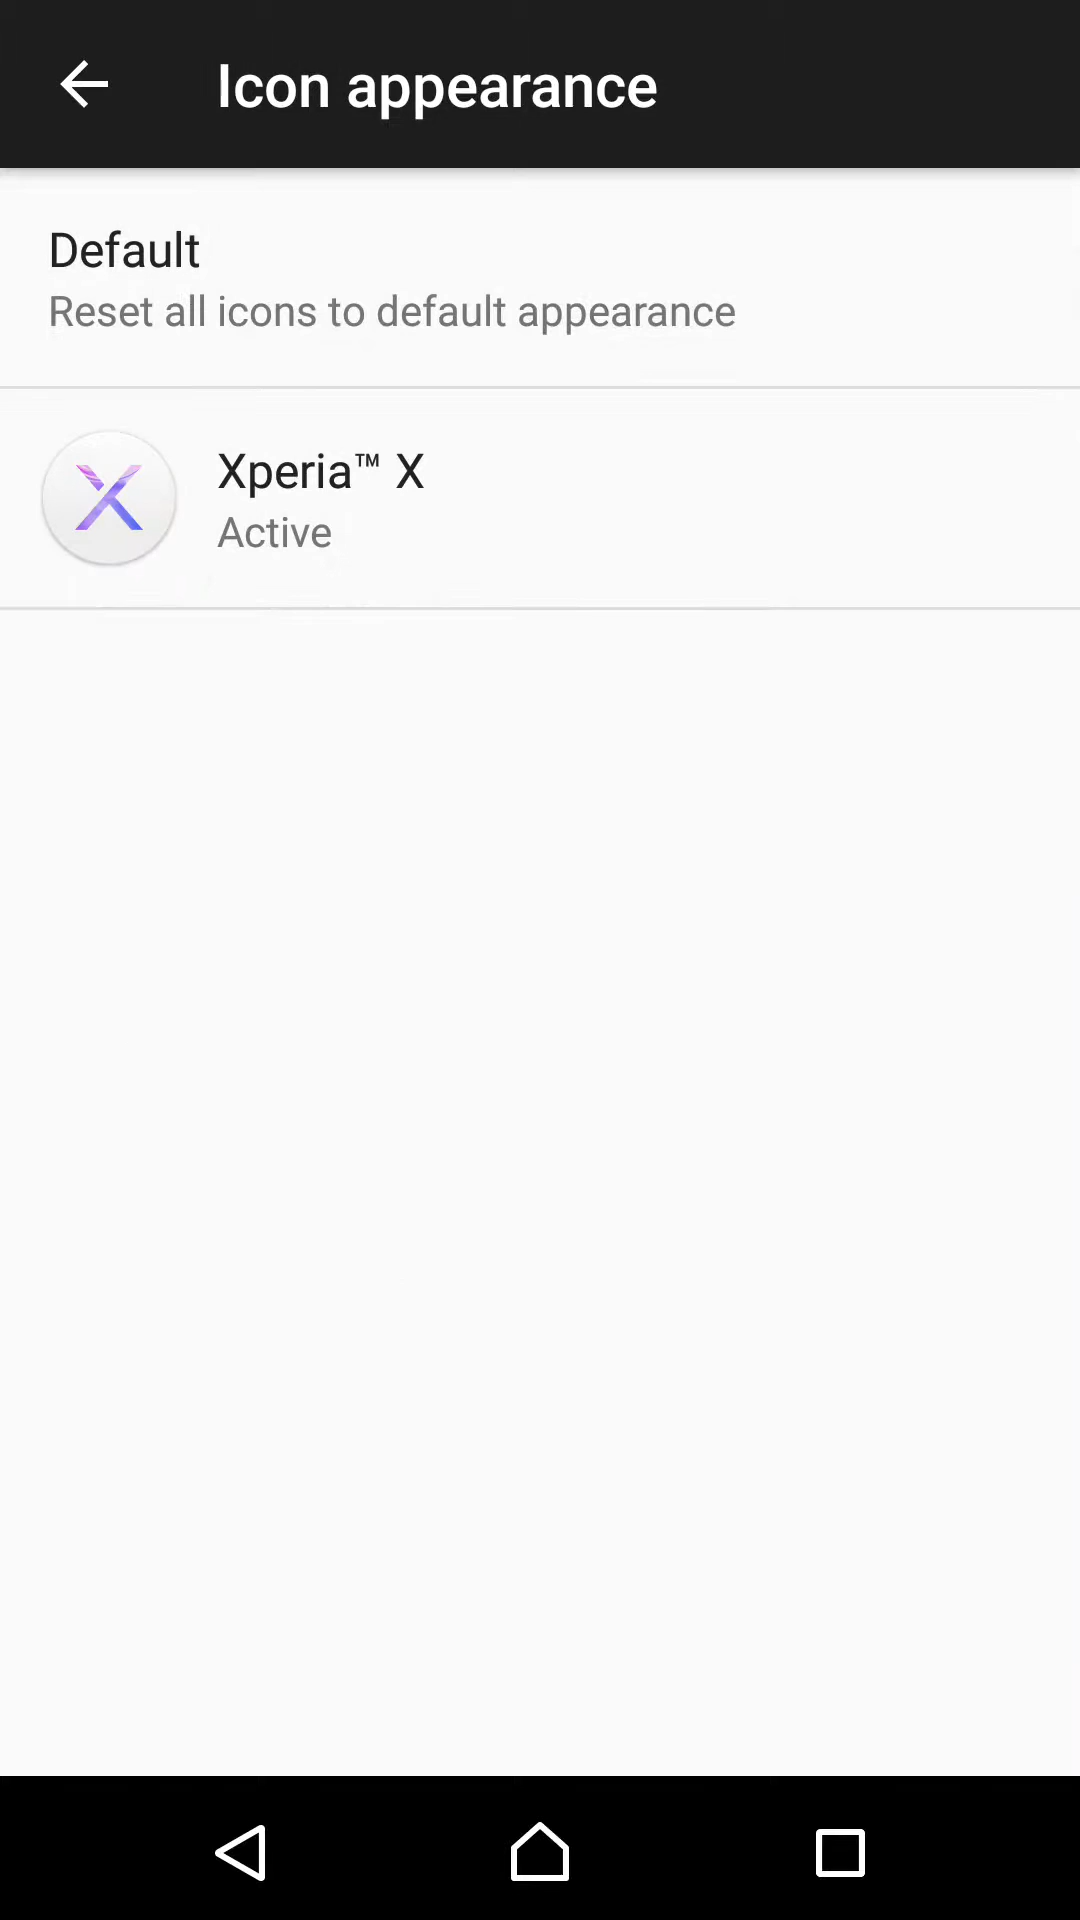 Icon appearance
Default
Reset all icons to default appearance
Xperia™ X
Active